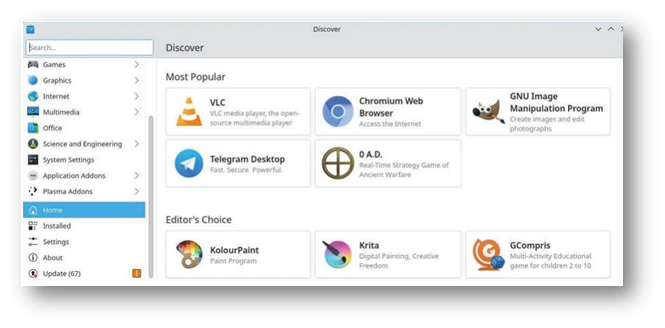 Discover
Search...
Discover
Games
Graphics
Internet
Multimedia
Office
Science and Engineering
System Settings
Application Addons
Plasma Addons
Home
Installed
Settings
About
Update (67)
Most Popular
VLC
VLC media player, the open-
source multimedia player
Chromium Web
Browser
Access the Internet
GNU Image
Manipulation Program
Create images and edit
photographs
Telegram Desktop
Fast. Secure. Powerful.
0 A.D.
Real-Time Strategy Game of
Ancient Warfare
Editor's Choice
KolourPaint
Paint Program
Krita
Digital Painting, Creative
Freedom
GCompris
Multi-Activity Educational
game for children 2 to 10